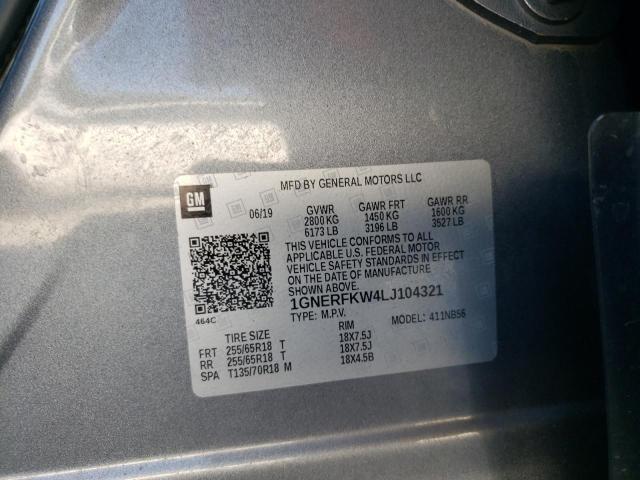 MFD BY GENERAL MOTORS LLC
GM
06/19 GVWR GAWR FRT GAWR RR
2800 KG 1450 KG 1600 KG
6173 LB 3196 LB 3527 LB
THIS VEHICLE CONFORMS TO ALL
APPLICABLE U.S. FEDERAL MOTOR
VEHICLE SAFETY STANDARDS IN EFFECT
ON THE DATE OF MANUFACTURE
SHOWN ABOVE.
1GNERFKW4LJ104321
TYPE: M.P.V. MODEL: 411NB56
464C
TIRE SIZE RIM
FRT 255/65R18 T 18X7.5J
RR 255/65R18 T 18X7.5J
SPA T135/70R18 M 18X4.5B